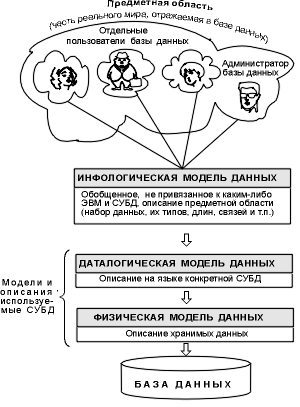 Предметная область
(часть реального мира, отражаемая в базе данных)
Отдельные
пользователи базы данных
Администратор
базы данных
ИНФОЛОГИЧЕСКАЯ МОДЕЛЬ ДАННЫХ
Обобщенное, не привязанное к каким-либо
ЭВМ и СУБД, описание предметной области
(набор данных, их типов, длин, связей и т.п.)
ДАТАЛОГИЧЕСКАЯ МОДЕЛЬ ДАННЫХ
Описание на языке конкретной СУБД
Модели и
описания
используе-
мые СУБД
ФИЗИЧЕСКАЯ МОДЕЛЬ ДАННЫХ
Описание хранимых данных
БАЗА ДАННЫХ